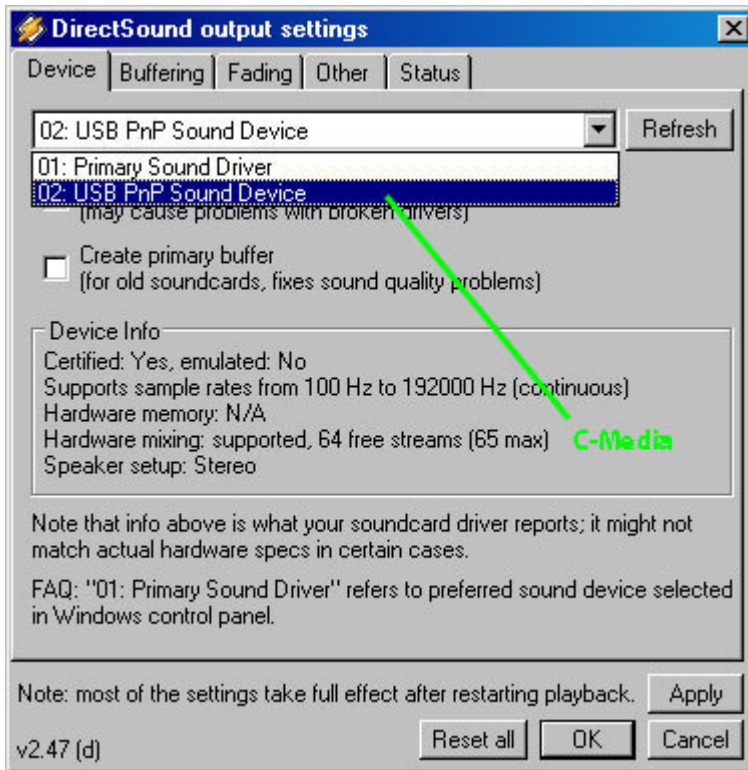 DirectSound output settings
Device Buffering Fading Other Status
02: USB PnP Sound Device Refresh
01: Primary Sound Driver
02: USB PnP Sound Device
(may cause problems with broken drivers)
Create primary buffer
(for old soundcards, fixes sound quality problems)
Device Info
Certified: Yes, emulated: No
Supports sample rates from 100 Hz to 192000 Hz (continuous)
Hardware memory: N/A
Hardware mixing: supported, 64 free streams (65 max) C-Media
Speaker setup: Stereo
Note that info above is what your soundcard driver reports; it might not
match actual hardware specs in certain cases.
FAQ: "01: Primary Sound Driver" refers to preferred sound device selected
in Windows control panel.
Note: most of the settings take full effect after restarting playback. Apply
v2.47 (d) Reset all OK Cancel